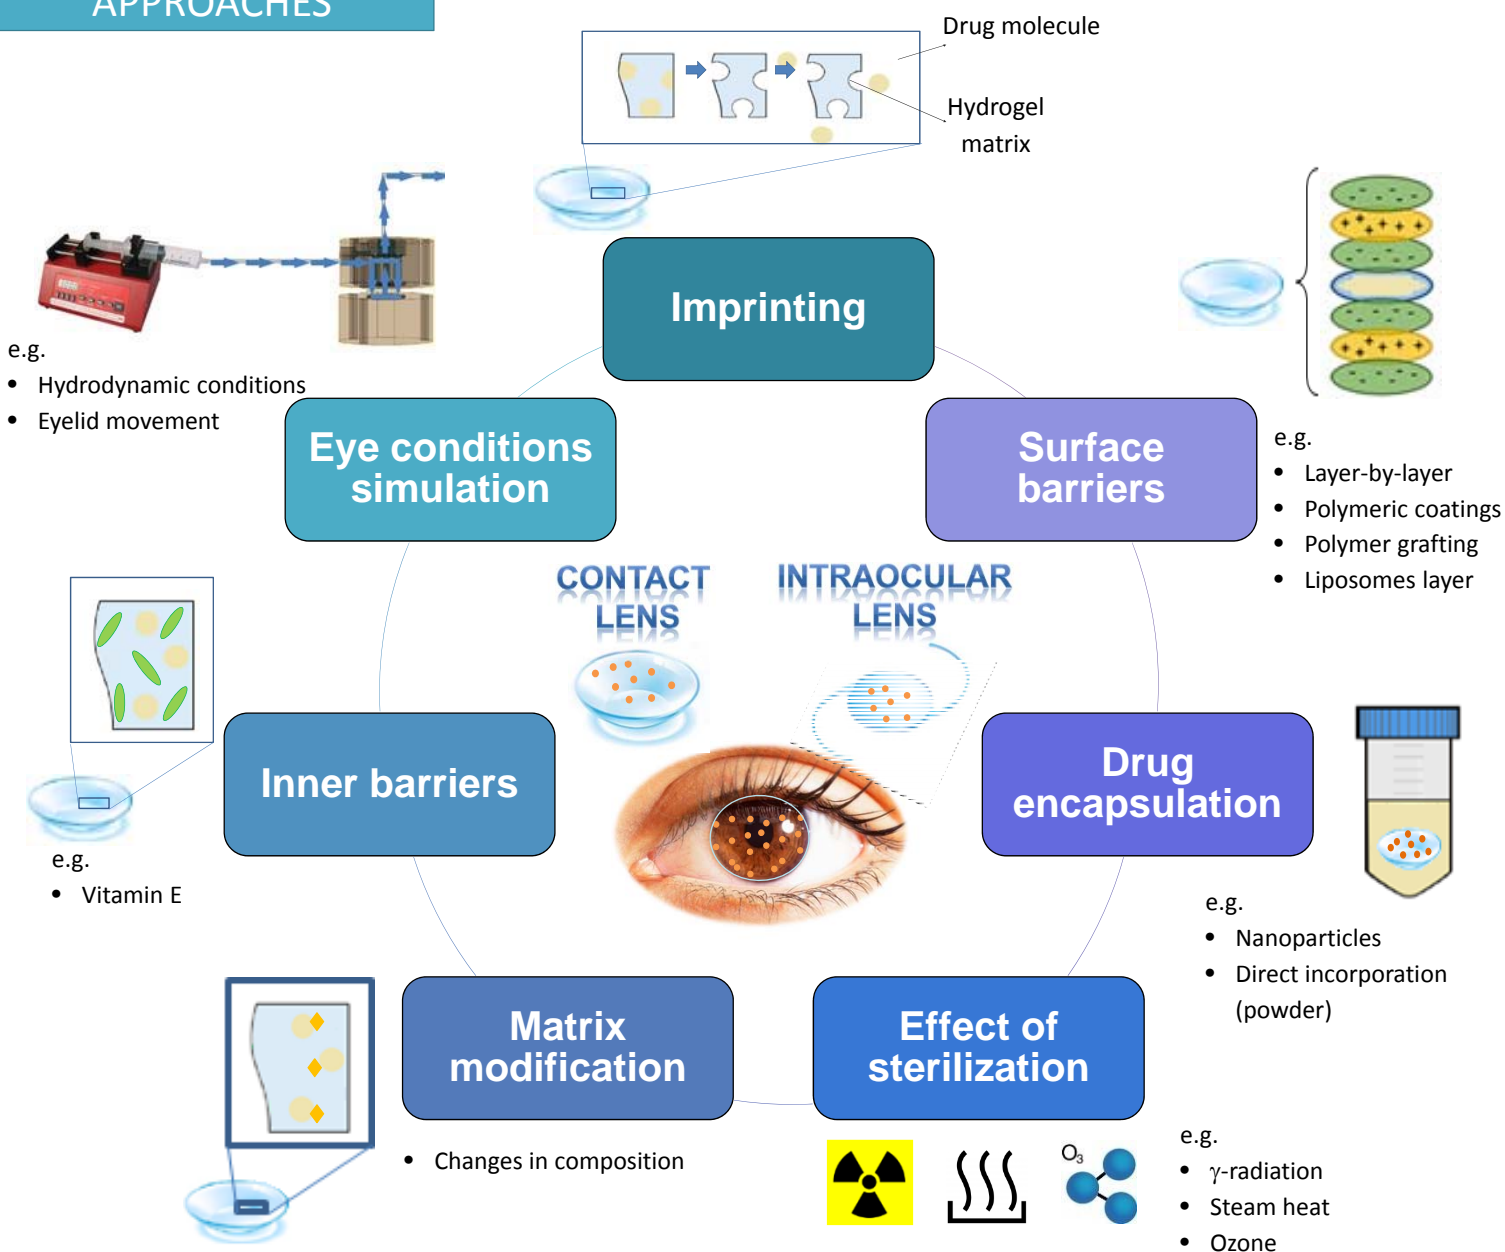 APPROACHES
Drug molecule
Hydrogel
matrix
Imprinting
e.g.
• Hydrodynamic conditions
• Eyelid movement
Eye conditions
simulation
Surface
barriers
e.g.
• Layer-by-layer
• Polymeric coatings
• Polymer grafting
• Liposomes layer
CONTACT
LENS
INTRAOCULAR
LENS
Inner barriers
e.g.
• Vitamin E
Drug
encapsulation
e.g.
• Nanoparticles
• Direct incorporation
(powder)
Matrix
modification
• Changes in composition
Effect of
sterilization
O3
e.g.
• γ-radiation
• Steam heat
• Ozone